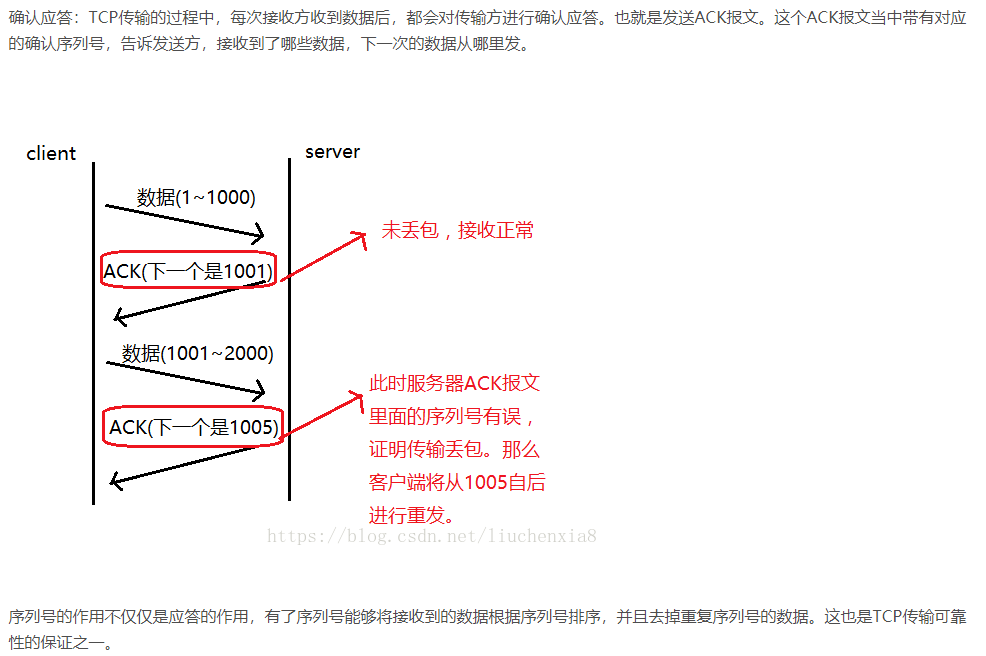 确认应答：TCP传输的过程中，每次接收方收到数据后，都会对传输方进行确认应答。也就是发送ACK报文。这个ACK报文当中带有对应
的确认序列号，告诉发送方，接收到了哪些数据，下一次的数据从哪里发。
client
server
数据(1~1000)
未丢包，接收正常
ACK(下一个是1001)
数据(1001~2000)
此时服务器ACK报文
里面的序列号有误，
ACK(下一个是1005)
证明传输丢包。那么
客户端将从1005自后
进行重发。
https://blog.csdn.net/liuchenxia8
序列号的作用不仅仅是应答的作用，有了序列号能够将接收到的数据根据序列号排序，并且去掉重复序列号的数据。这也是TCP传输可靠
性的保证之一。